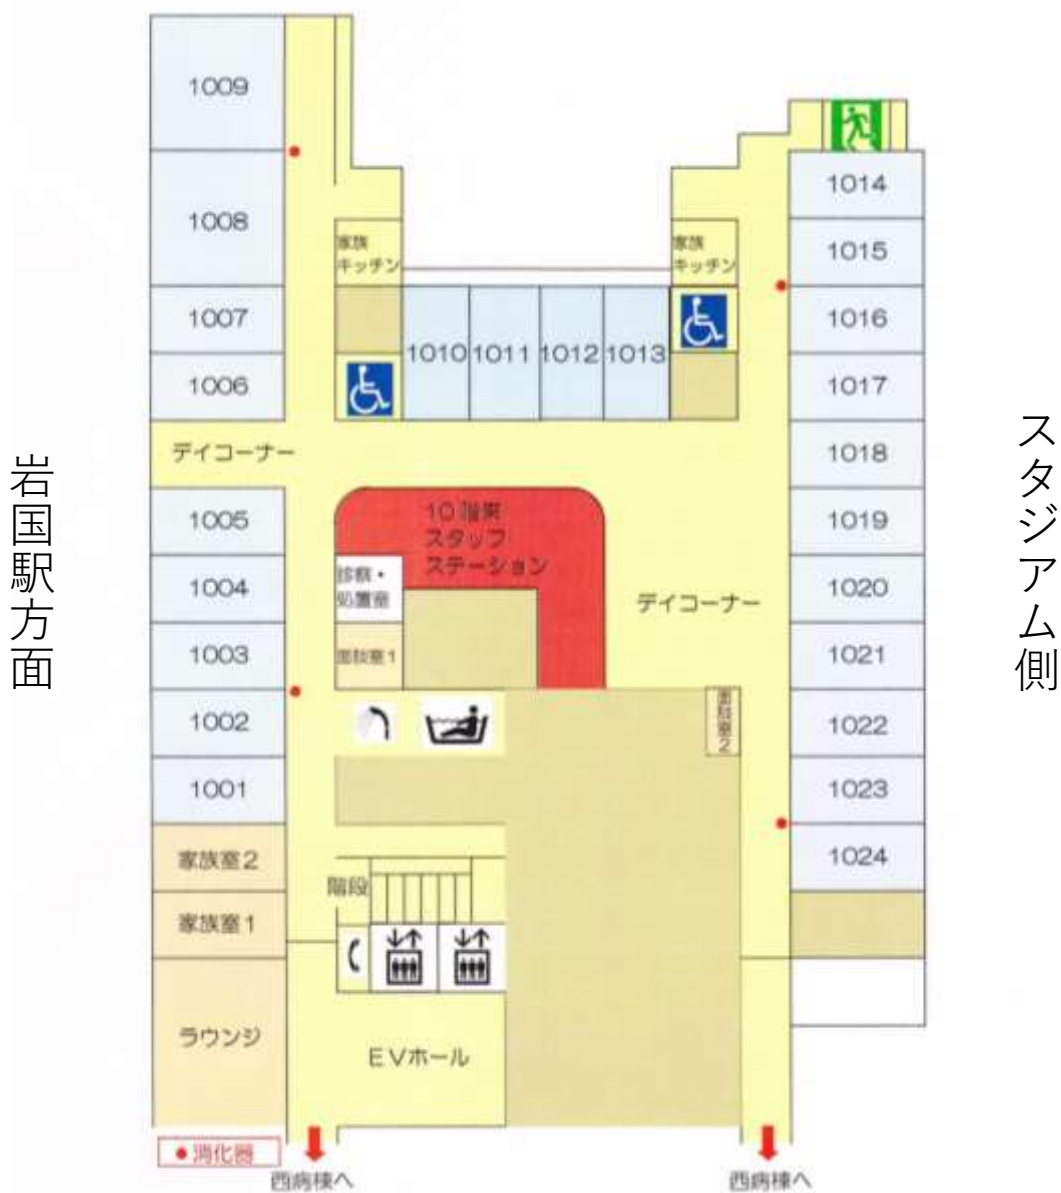 1009
1008
1007
1006
デイコーナー
1005
1004
1003
1002
1001
家族室2
家族室1
ラウンジ
家族
キッチン
1010
1011
1012
1013
家族
キッチン
10階東
スタッフ
ステーション
診察・
処置室
面談室1
デイコーナー
面談室2
階段
EVホール
1014
1015
1016
1017
1018
1019
1020
1021
1022
1023
1024
岩国駅方面
スタジアム側
消化器
西病棟へ
西病棟へ